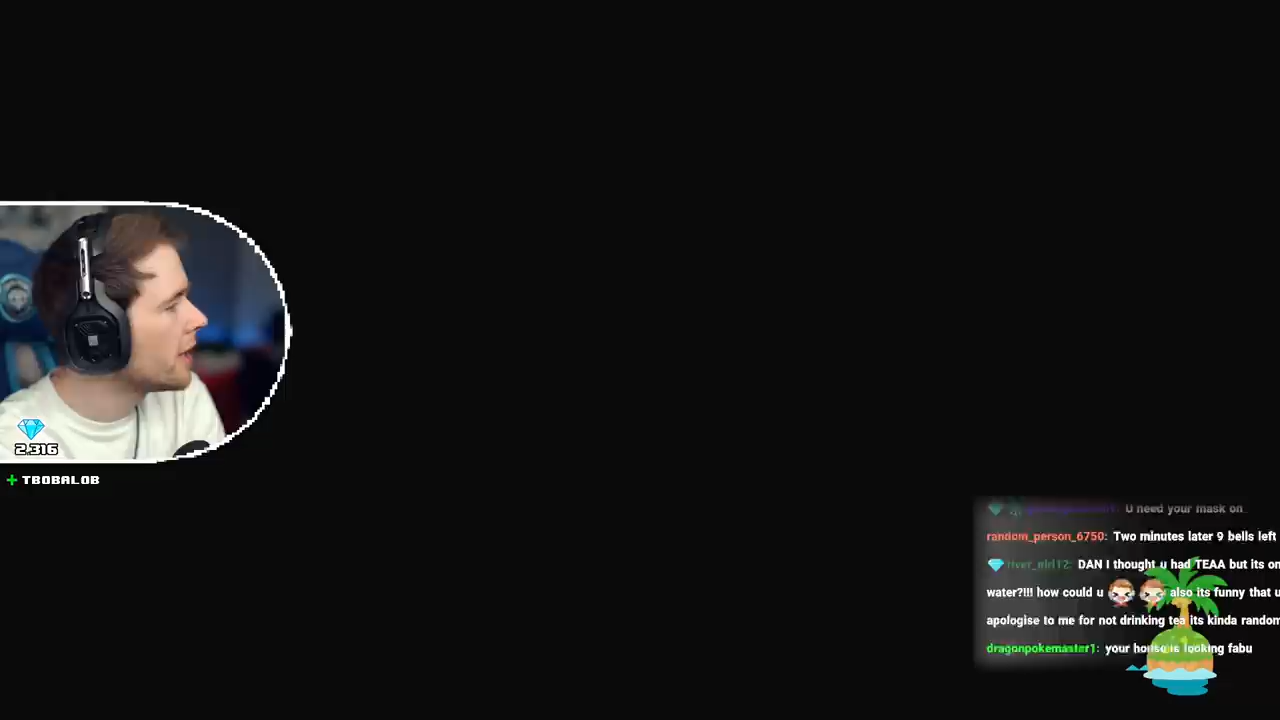 2,316
+ TBOBALOB
U need your mask on
random_person_6750: Two minutes later 9 bells left
DAN I thought u had TEAA but its on
water?!!! how could u also its funny that u
apologise to me for not drinking tea its kinda random
dragonpokemaster1: your house is looking fabu